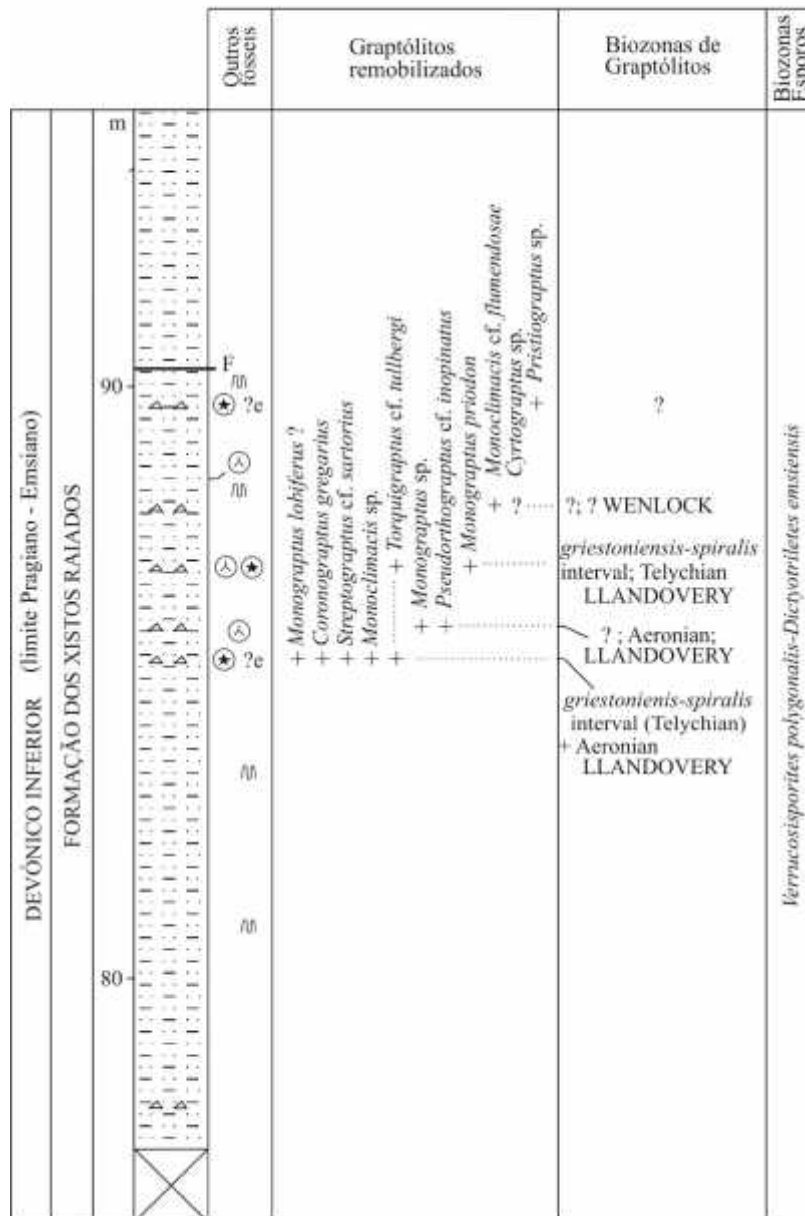 Outros
fósseis
Graptólitos
remobilizados
Biozonas de
Graptólitos
Biozonas
Esporos
DEVÓNICO INFERIOR (limite Pragiano - Emsiano)
FORMAÇÃO DOS XISTOS RAIADOS
m
90
80
F
?e
?e
+ Monograptus lobiferus ?
+ Coronograptus gregarius
+ Streptograptus cf. sartorius
+ Monoclimacis sp.
+ + Torquigraptus cf. tullbergi
+ Monograptus sp.
+ Pseudorthograptus cf. inopinatus
+ Monograptus priodon
+ Monoclimacis cf. flumendosae
? Cyrtograptus sp.
+ Pristiograptus sp.
?
?; ? WENLOCK
griestoniensis-spiralis
interval; Telychian
LLANDOVERY
? ; Aeronian;
LLANDOVERY
griestonienis-spiralis
interval (Telychian)
+ Aeronian
LLANDOVERY
Verrucosisporites polygonalis-Dictyotriletes emsiensis